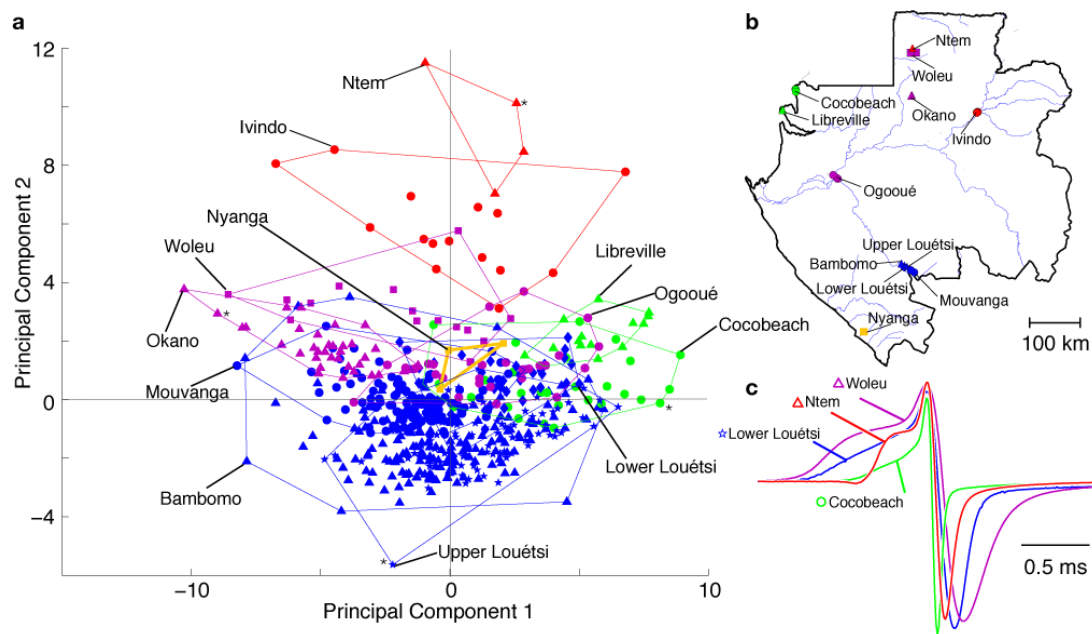 a
12
8
4
0
−4
−10
0
10
Principal Component 2
Principal Component 1
Ntem
*
Ivindo
Nyanga
Woleu
Libreville
Ogooué
Cocobeach
*
Okano
Mouvanga
*
Bambomo
Lower Louétsi
*
Upper Louétsi
b
Ntem
Woleu
Cocobeach
Libreville
Okano
Ivindo
Ogooué
Upper Louétsi
Bambomo
Lower Louétsi
Mouvanga
Nyanga
100 km
c
Woleu
Ntem
Lower Louétsi
Cocobeach
0.5 ms